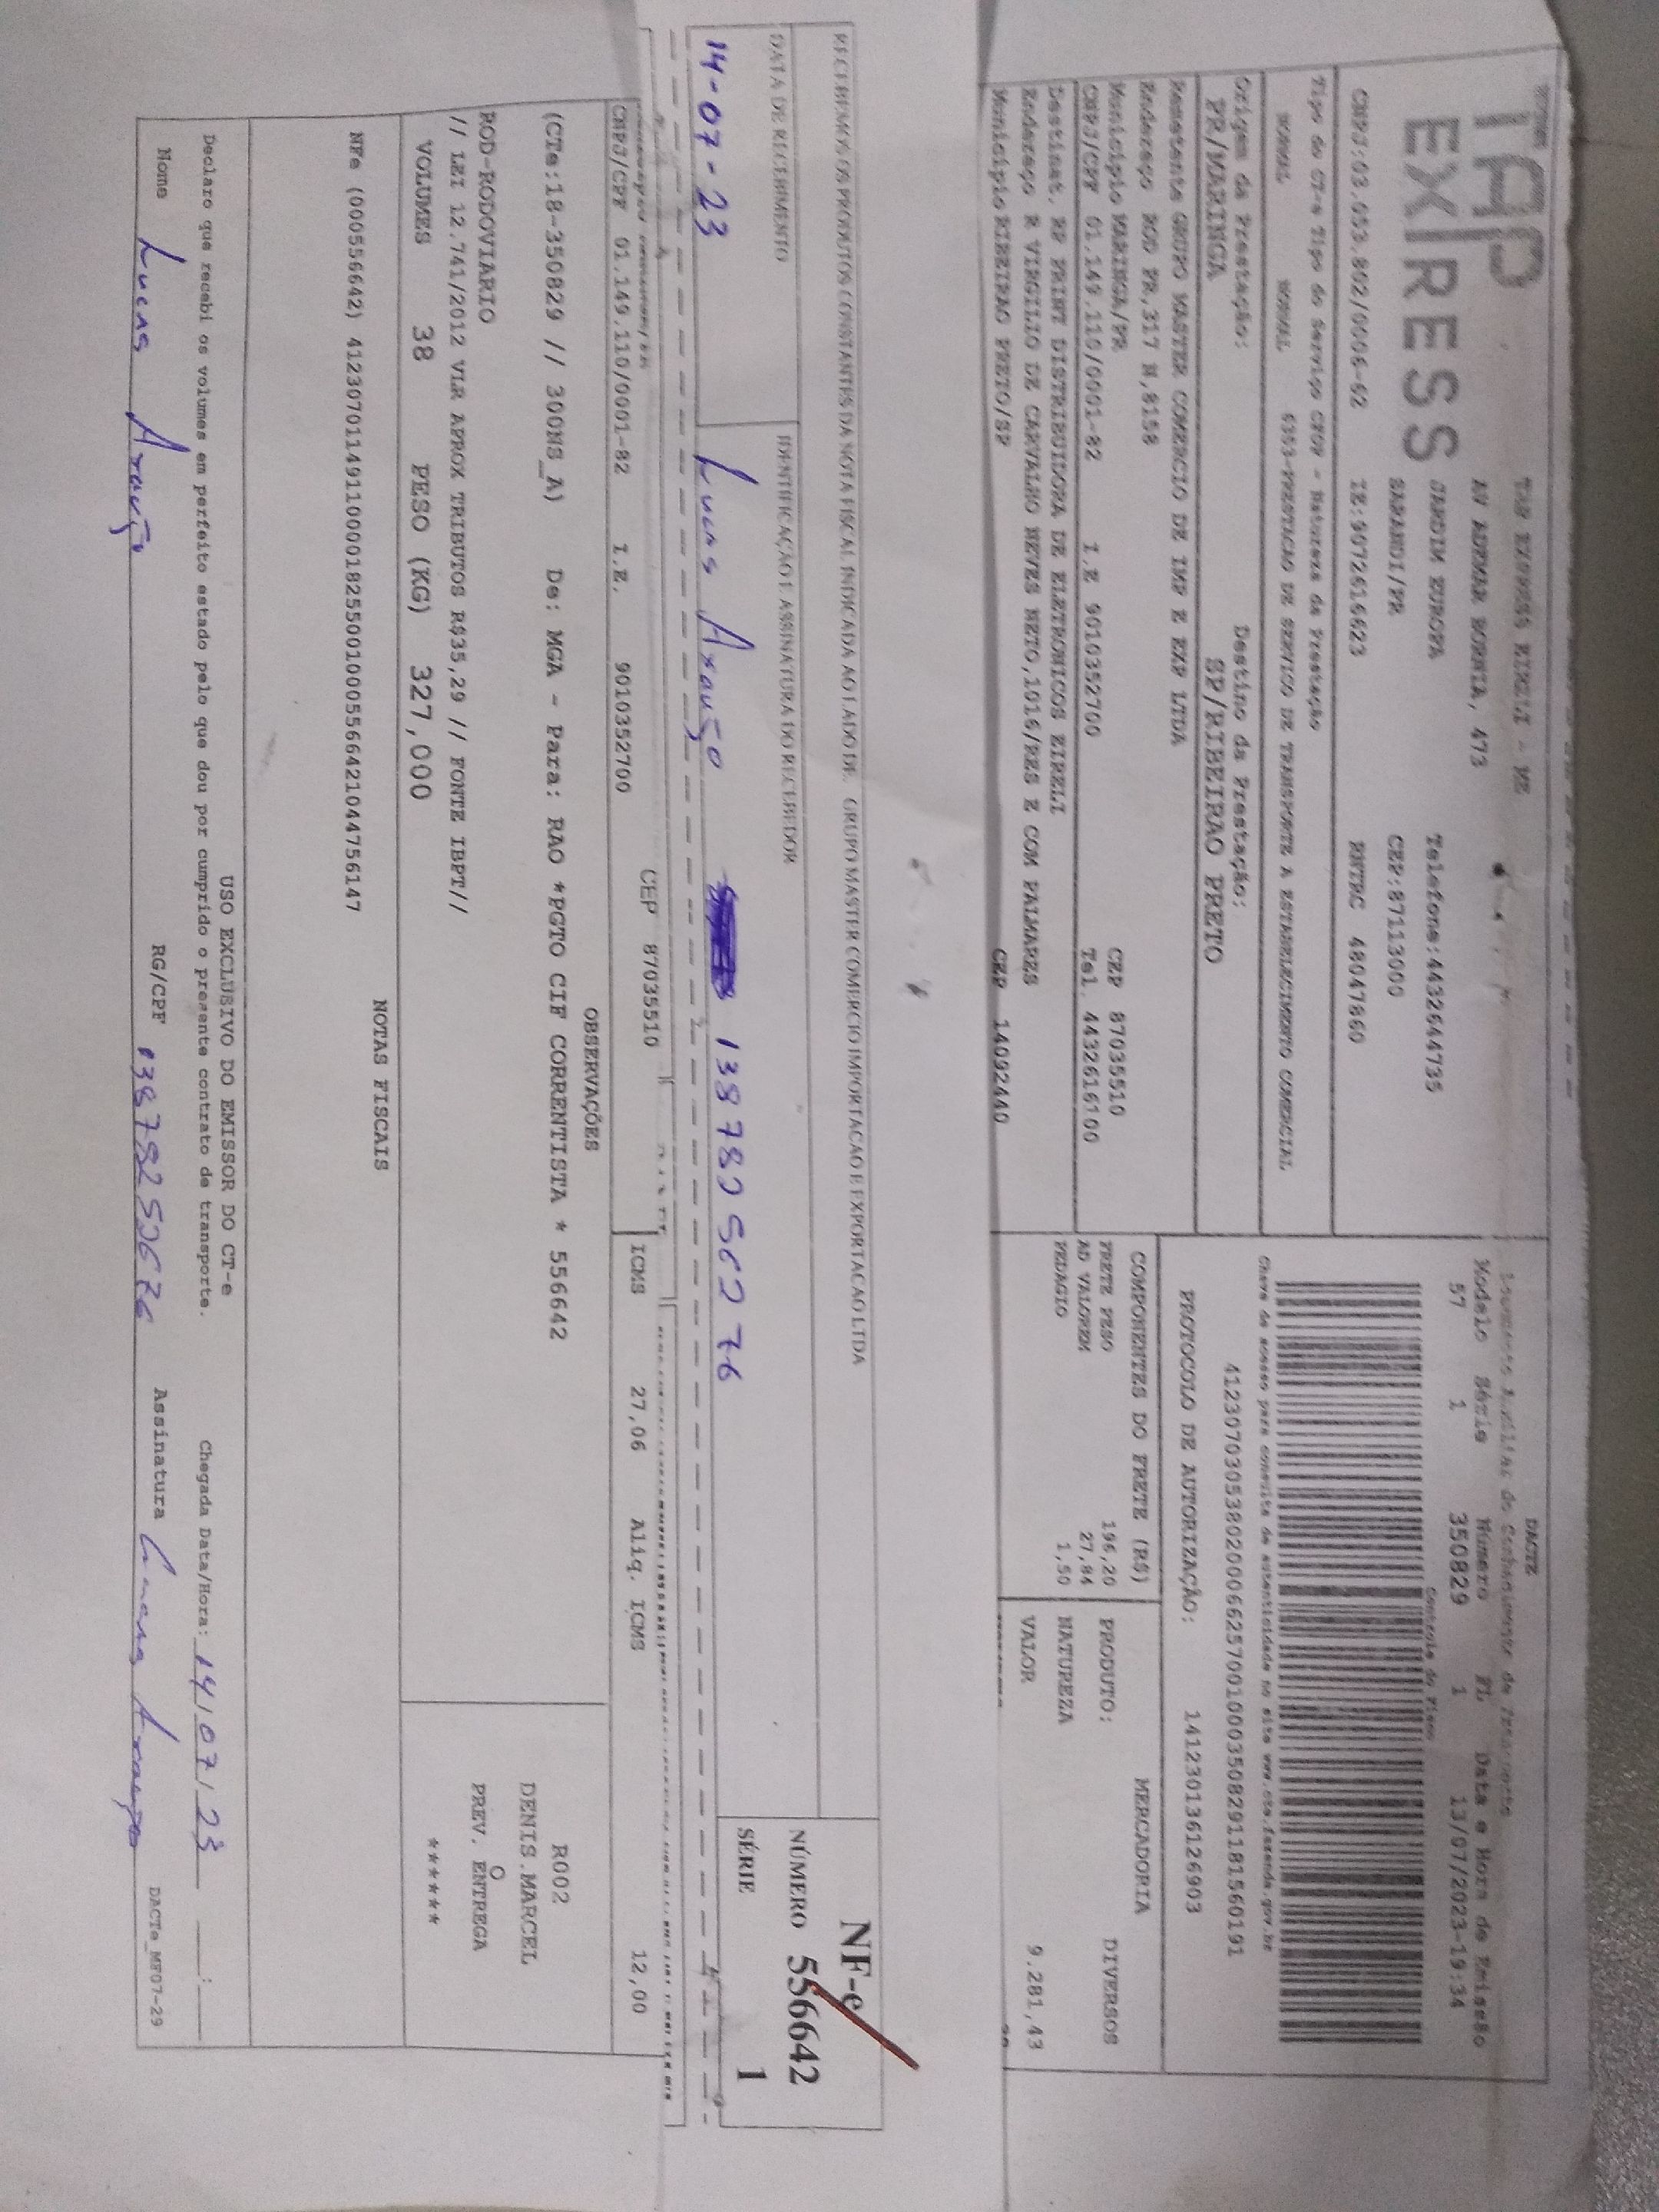 TAP
EXPRESS
TAP EXPRESS EIRELI - ME
AV ADEMAR BORNIA, 473
JARDIM EUROPA
Telefone:4432644735
SARANDI/PR
CEP:87113000
CNPJ:03.053.802/0006-62
IE:9072616623
RNTRC 48047860
Tipo do CT-e Tipo do Serviço CFOP - Natureza da Prestação
NORMAL NORMAL 6353-PRESTACAO DE SERVICO DE TRANSPORTE A ESTABELECIMENTO COMERCIAL
Origem da Prestação: Destino da Prestação:
PR/MARINGA SP/RIBEIRAO PRETO
Remetente GRUPO MASTER COMERCIO DE IMP E EXP LTDA
Endereço ROD PR,317 N,8158
Município MARINGA/PR CEP 87035510
CNPJ/CPF 01.149.110/0001-82 I.E 9010352700 Tel. 4432616100
Destinat. RP PRINT DISTRIBUIDORA DE ELETRONICOS EIRELI
Endereço R VIRGILIO DE CARVALHO NEVES NETO,1016/RES E COM PALMARES
Município RIBEIRAO PRETO/SP CEP 14092440
DACTE
Documento Auxiliar do Conhecimento de Transporte
Modelo Série Número FL Data e Hora de Emissão
57 1 350829 1 13/07/2023-19:34
Controle do Fisco
Chave de acesso para consulta de autenticidade no site www.cte.fazenda.gov.br
41230703053802000662570010003508291181560191
PROTOCOLO DE AUTORIZAÇÃO: 141230136126903
COMPONENTES DO FRETE (R$)
FRETE PESO 196,20
AD VALOREM 27,84
PEDAGIO 1,50
MERCADORIA
PRODUTO: DIVERSOS
NATUREZA
VALOR 9.281,43
RECEBEMOS OS PRODUTOS CONSTANTES DA NOTA FISCAL INDICADA AO LADO DE: GRUPO MASTER COMERCIO IMPORTACAO E EXPORTACAO LTDA
DATA DE RECEBIMENTO IDENTIFICAÇÃO E ASSINATURA DO RECEBEDOR
14-07-23 Lucas Araujo
NF-e
NÚMERO 556642
SÉRIE 1
CEP 87035510
CNPJ/CPF 01.149.110/0001-82 I.E. 9010352700
ICMS 27,06 Aliq. ICMS 12,00
OBSERVAÇÕES
(CTe:18-350829 // 300NS_A) De: MGA - Para: RAO *PGTO CIF CORRENTISTA * 556642
ROD-RODOVIARIO
// LEI 12.741/2012 VLR APROX TRIBUTOS R$35,29 // FONTE IBPT//
R002
DENIS.MARCEL
O
PREV. ENTREGA
******
VOLUMES 38 PESO (KG) 327,000
NOTAS FISCAIS
NFe (000556642) 41230701149110000182550010005566421044756147
USO EXCLUSIVO DO EMISSOR DO CT-e
Declaro que recebi os volumes em perfeito estado pelo que dou por cumprido o presente contrato de transporte. Chegada Data/Hora: 14/07/23 __:__
Nome Lucas Araujo RG/CPF Assinatura Lucas Araujo DACTe_MF07-29